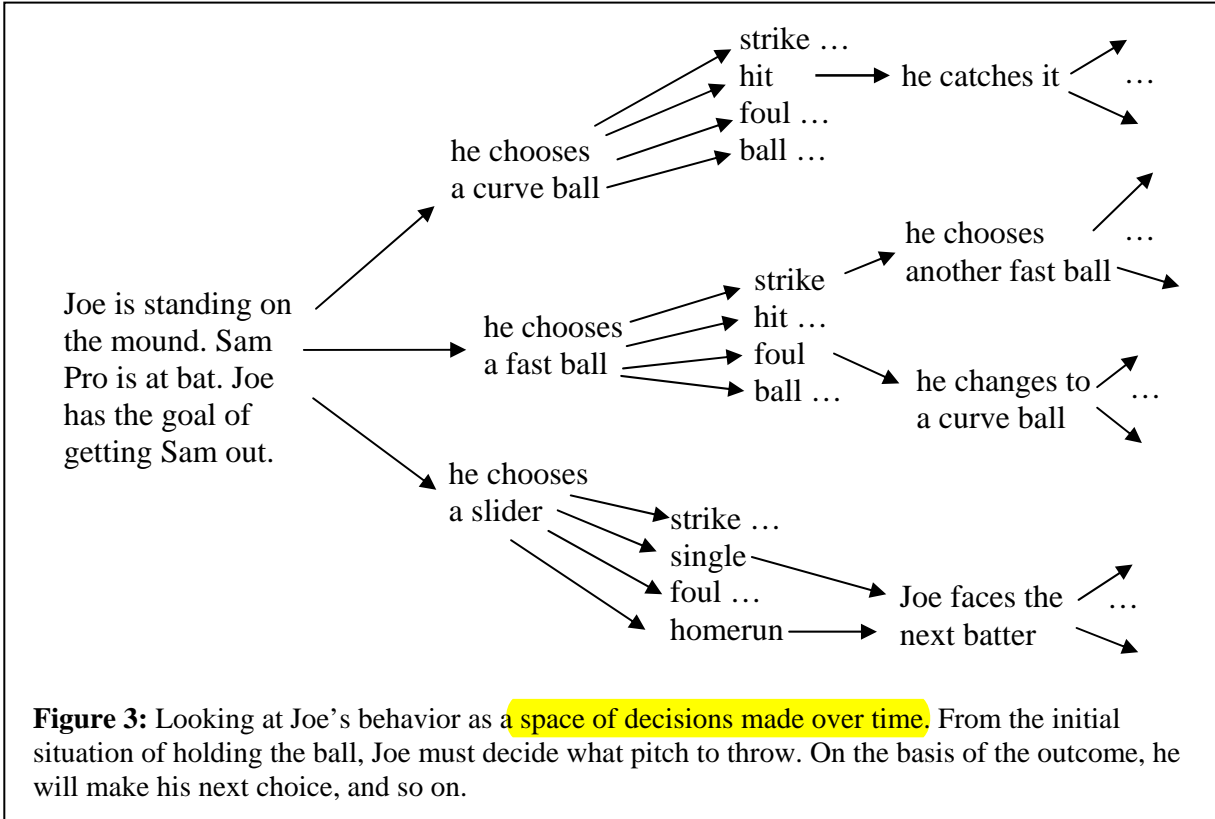 strike …
hit
he catches it
…
foul …
ball …
he chooses
a curve ball
he chooses
another fast ball
…
Joe is standing on
the mound. Sam
Pro is at bat. Joe
has the goal of
getting Sam out.
he chooses
a fast ball
strike
hit …
foul
ball …
he changes to
a curve ball
…
he chooses
a slider
strike …
single
foul …
homerun
Joe faces the
next batter
…
Figure 3: Looking at Joe’s behavior as a space of decisions made over time. From the initial
situation of holding the ball, Joe must decide what pitch to throw. On the basis of the outcome, he
will make his next choice, and so on.